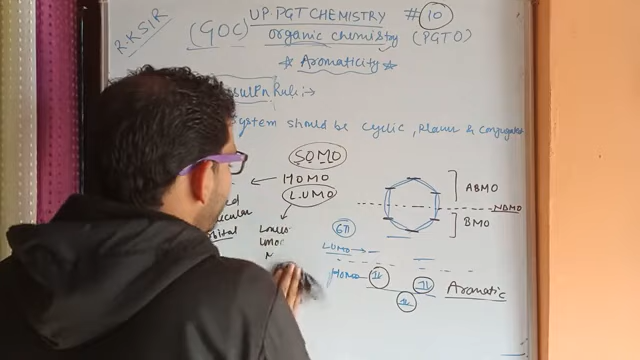 R.K SIR
UP. PGT CHEMISTRY #10
(GOC) organic chemistry (PGTO)
☆ Aromaticity ☆
Rule:→
system should be cyclic, planar &
SOMO
HOMO
LUMO
ABMO
NBMO
BMO
6π
LUMO
HOMO
Aromatic